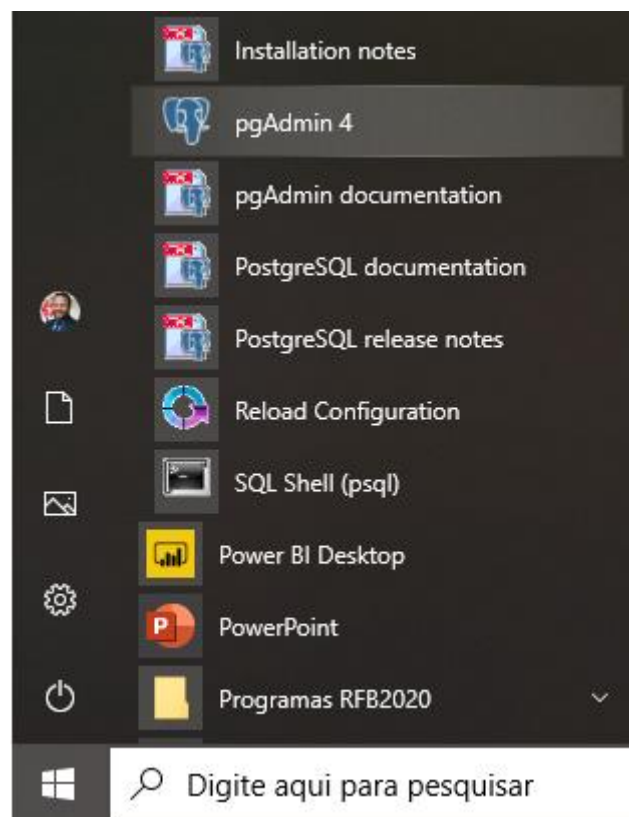 Installation notes
pgAdmin 4
pgAdmin documentation
PostgreSQL documentation
PostgreSQL release notes
Reload Configuration
SQL Shell (psql)
Power BI Desktop
PowerPoint
Programas RFB2020
Digite aqui para pesquisar